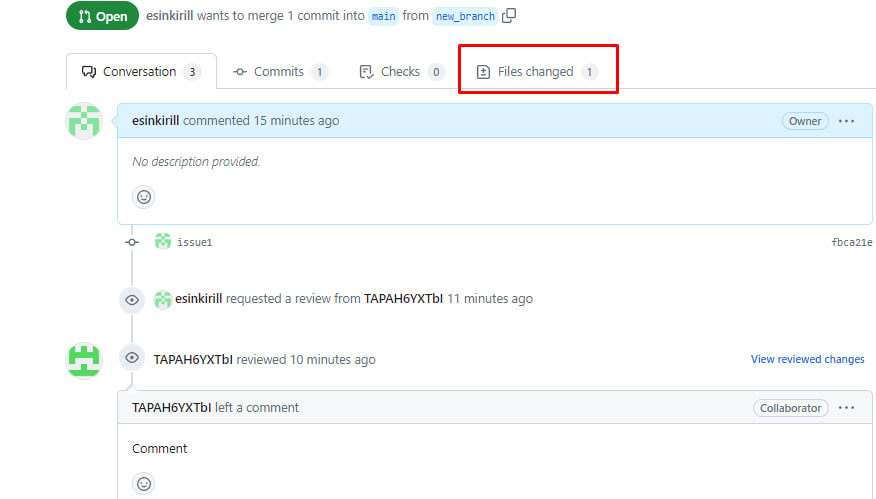 Open esinkirill wants to merge 1 commit into main from new_branch
Conversation 3 Commits 1 Checks 0 Files changed 1
esinkirill commented 15 minutes ago Owner
No description provided.
issue1 fbca21e
esinkirill requested a review from TAPAH6YXTbI 11 minutes ago
TAPAH6YXTbI reviewed 10 minutes ago View reviewed changes
TAPAH6YXTbI left a comment Collaborator
Comment